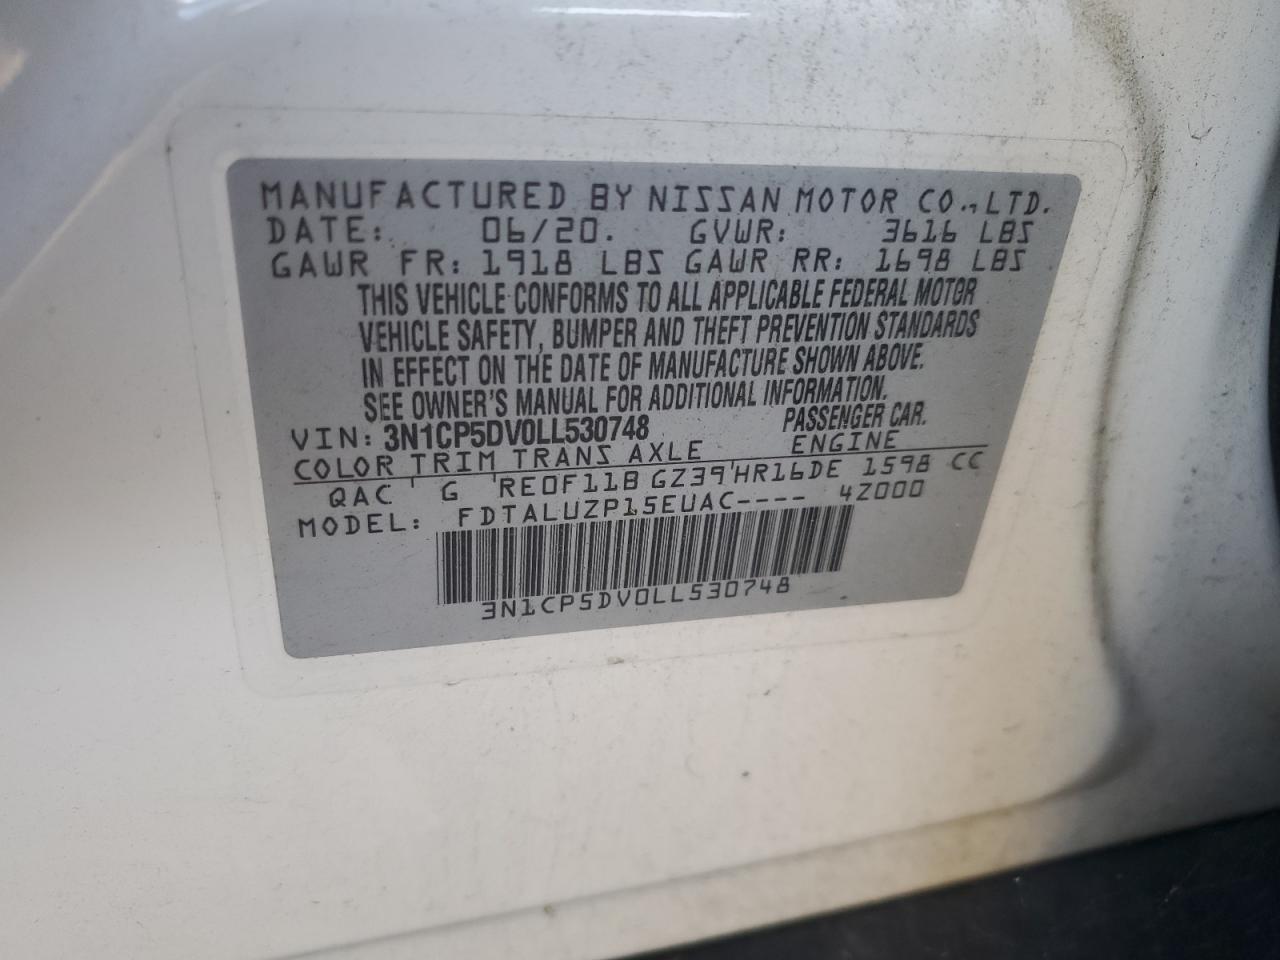 MANUFACTURED BY NISSAN MOTOR CO., LTD.
DATE: 06/20. GVWR: 3616 LBS
GAWR FR: 1918 LBS GAWR RR: 1698 LBS
THIS VEHICLE CONFORMS TO ALL APPLICABLE FEDERAL MOTOR
VEHICLE SAFETY, BUMPER AND THEFT PREVENTION STANDARDS
IN EFFECT ON THE DATE OF MANUFACTURE SHOWN ABOVE.
SEE OWNER'S MANUAL FOR ADDITIONAL INFORMATION.
VIN: 3N1CP5DV0LL530748 PASSENGER CAR.
COLOR TRIM TRANS AXLE ENGINE
QAC G RE0F11B GZ39 HR16DE 1598 CC
MODEL: FDTALUZP15EUAC---- 4Z000
3N1CP5DV0LL530748